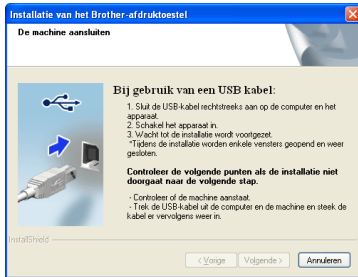 Installatie van het Brother-afdruktoestel
De machine aansluiten
Bij gebruik van een USB kabel:
1. Sluit de USB-kabel rechtstreeks aan op de computer en het
apparaat.
2. Schakel het apparaat in.
3. Wacht tot de installatie wordt voortgezet.
*Tijdens de installatie worden enkele vensters geopend en weer
gesloten.
Controleer de volgende punten als de installatie niet
doorgaat naar de volgende stap.
- Controleer of de machine aanstaat.
- Trek de USB-kabel uit de computer en de machine en steek de
kabel er vervolgens weer in.
InstallShield
< Vorige
Volgende >
Annuleren